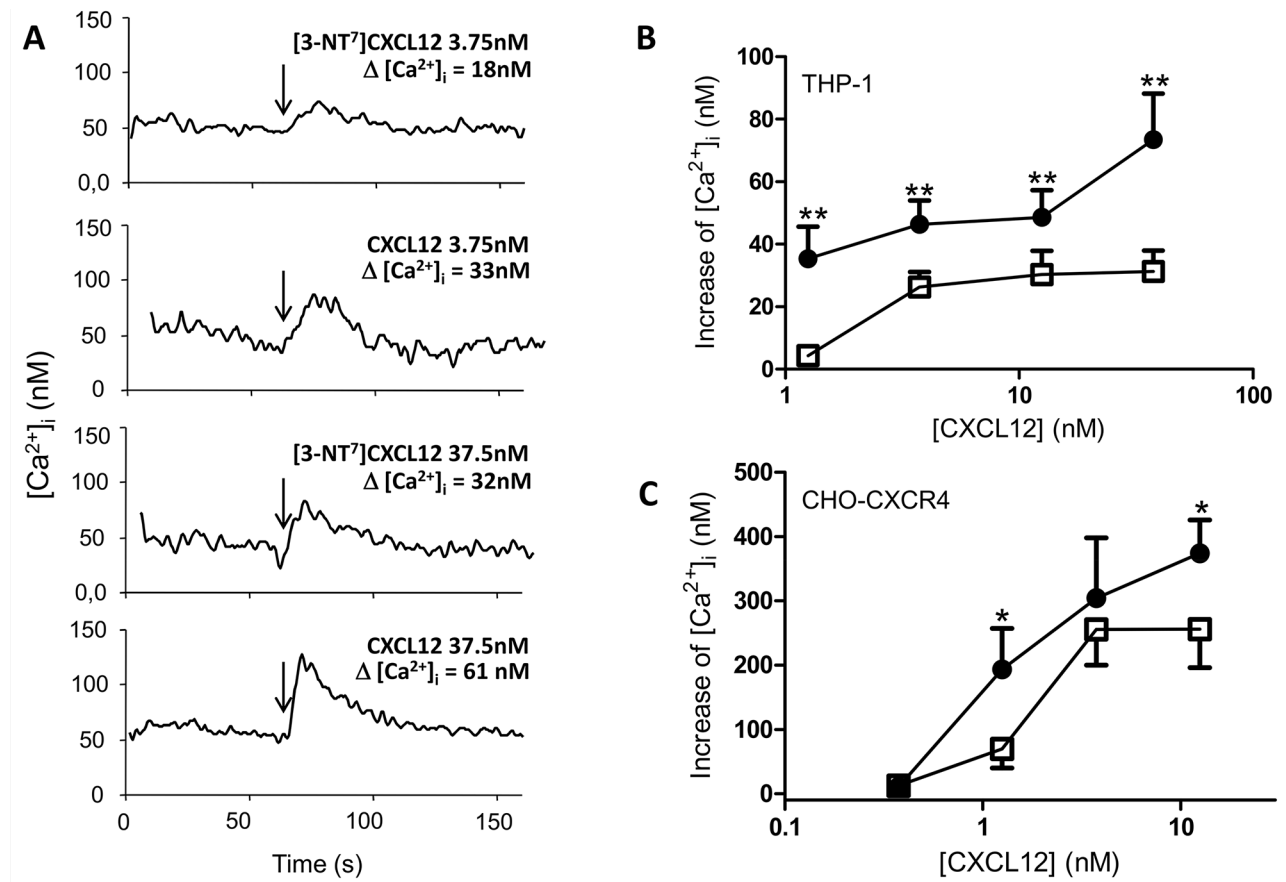 A
[Ca²⁺]ᵢ (nM)
150
100
50
0,0
[3-NT⁷]CXCL12 3.75nM
Δ [Ca²⁺]ᵢ = 18nM
150
100
50
0
CXCL12 3.75nM
Δ [Ca²⁺]ᵢ = 33nM
150
100
50
0,0
[3-NT⁷]CXCL12 37.5nM
Δ [Ca²⁺]ᵢ = 32nM
150
100
50
0
CXCL12 37.5nM
Δ [Ca²⁺]ᵢ = 61 nM
0 50 100 150
Time (s)
B
THP-1
Increase of [Ca²⁺]ᵢ (nM)
100
80
60
40
20
0
** ** ** **
1 10 100
[CXCL12] (nM)
C
CHO-CXCR4
Increase of [Ca²⁺]ᵢ (nM)
500
400
300
200
100
0
* *
0.1 1 10
[CXCL12] (nM)